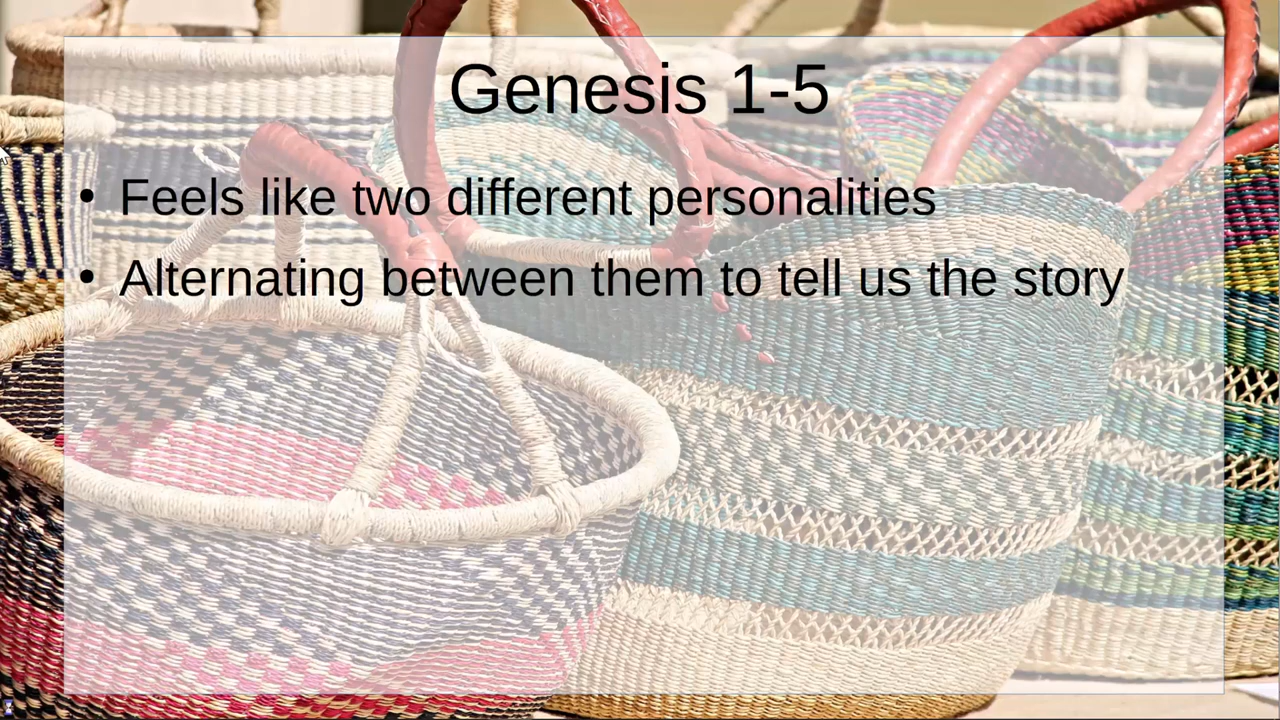 Genesis 1-5
• Feels like two different personalities
• Alternating between them to tell us the story